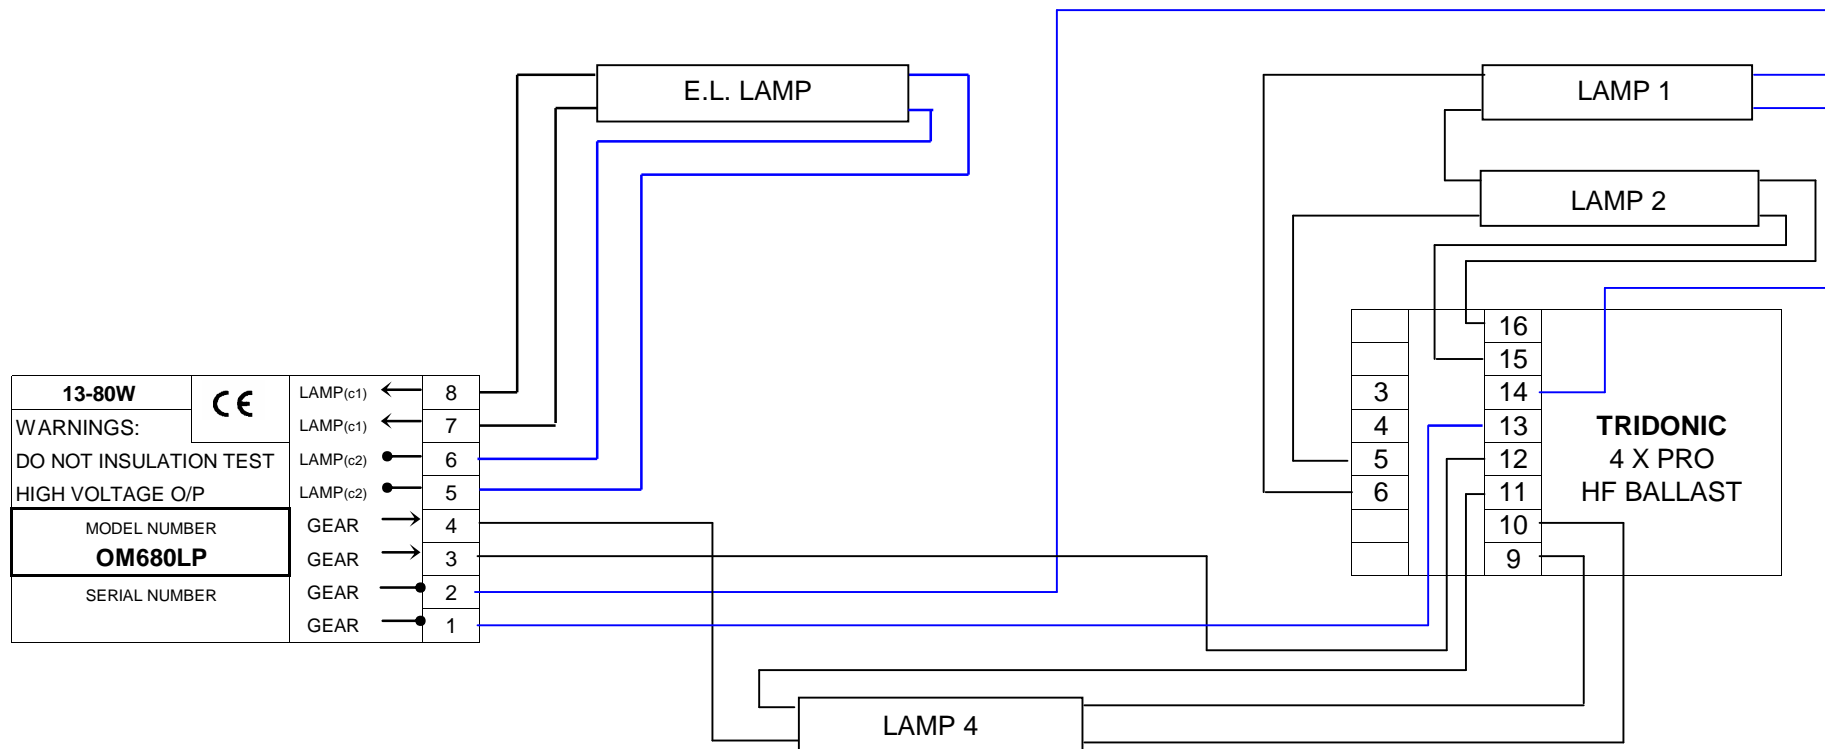 E.L. LAMP
LAMP 1
LAMP 2
16
15
3
14
4
13
5
12
6
11
10
9
TRIDONIC
4 X PRO
HF BALLAST
13-80W
CE
WARNINGS:
DO NOT INSULATION TEST
HIGH VOLTAGE O/P
MODEL NUMBER
OM680LP
SERIAL NUMBER
LAMP(c1) 8
LAMP(c1) 7
LAMP(c2) 6
LAMP(c2) 5
GEAR 4
GEAR 3
GEAR 2
GEAR 1
LAMP 4